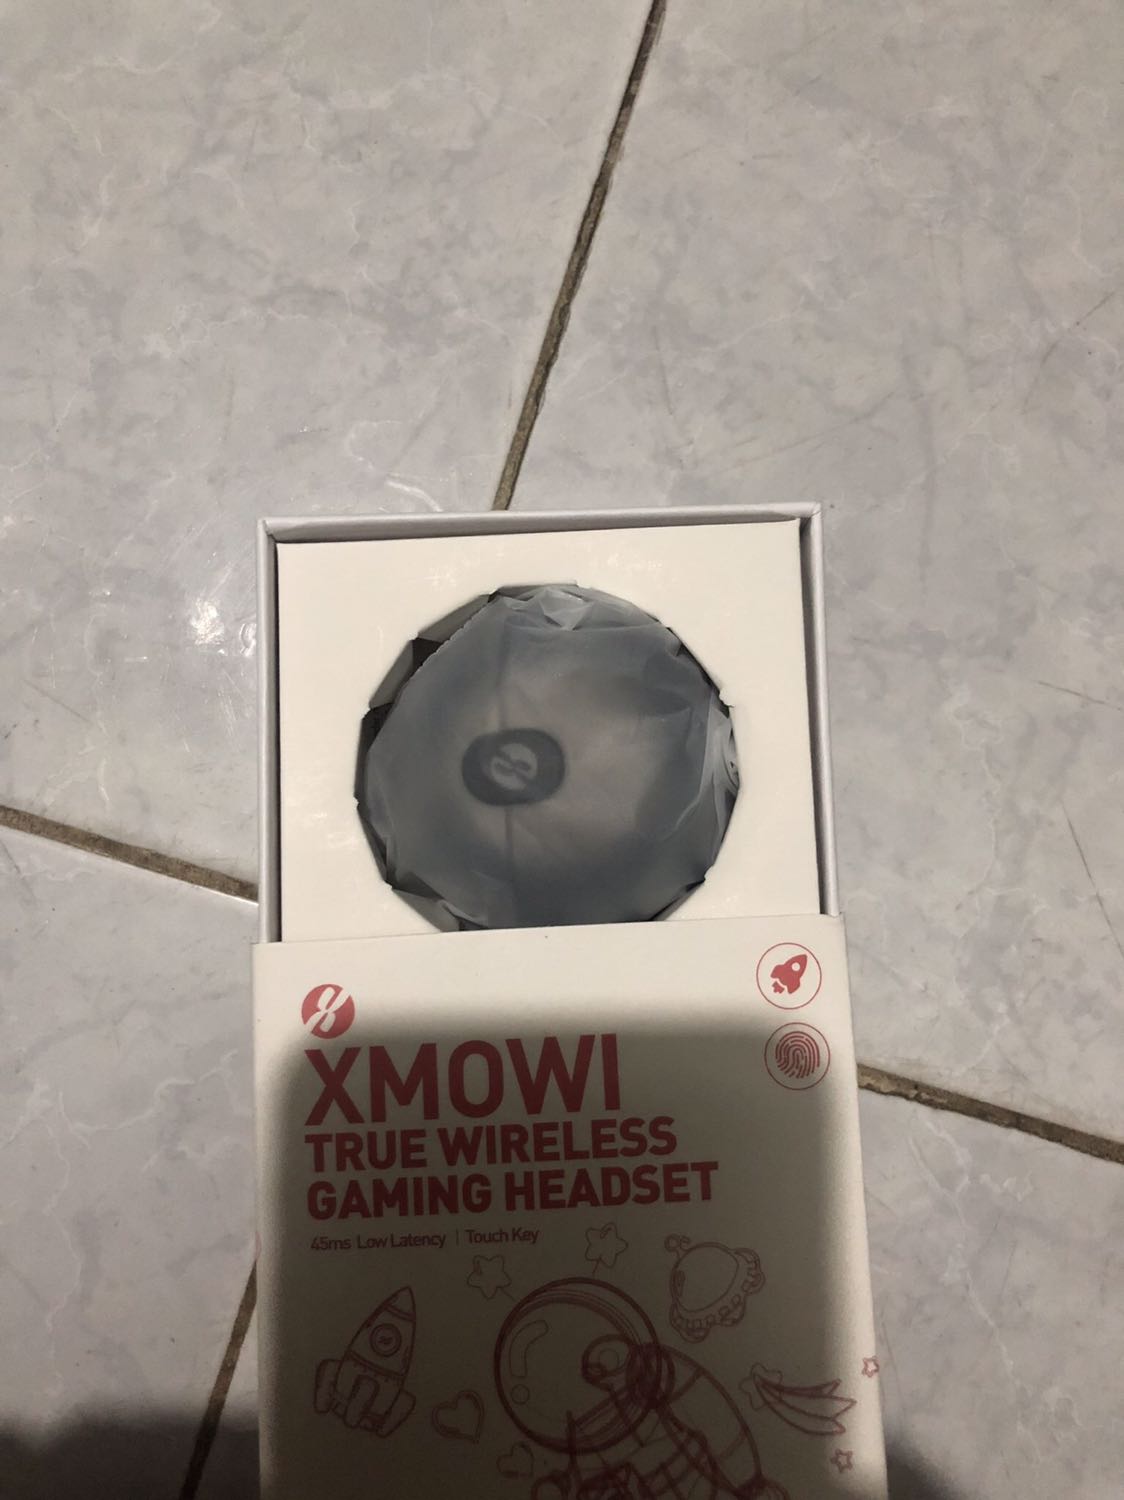 XMOWI
TRUE WIRELESS
GAMING HEADSET
45ms Low Latency | Touch Key